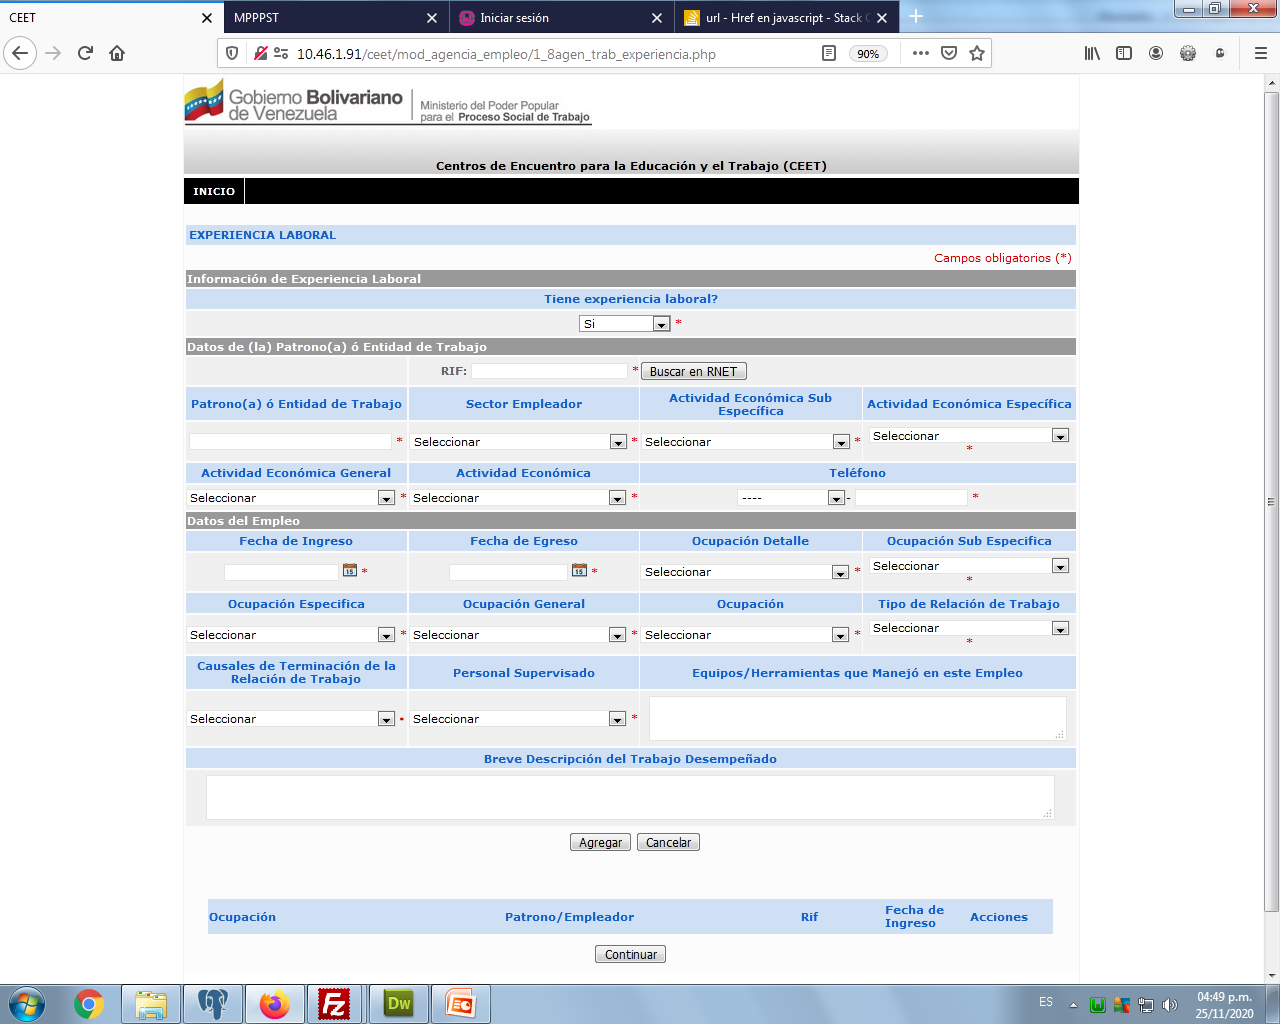 CEET
MPPPST
Iniciar sesión
url - Href en javascript - Stack
10.46.1.91/ceet/mod_agencia_empleo/1_8agen_trab_experiencia.php
90%
Gobierno Bolivariano
de Venezuela
Ministerio del Poder Popular
para el Proceso Social de Trabajo
Centros de Encuentro para la Educación y el Trabajo (CEET)
INICIO
EXPERIENCIA LABORAL
Campos obligatorios (*)
Información de Experiencia Laboral
Tiene experiencia laboral?
Si *
Datos de (la) Patrono(a) ó Entidad de Trabajo
RIF: * Buscar en RNET
Patrono(a) ó Entidad de Trabajo Sector Empleador Actividad Económica Sub Específica Actividad Económica Específica
* Seleccionar * Seleccionar * Seleccionar *
Actividad Económica General Actividad Económica Teléfono
Seleccionar * Seleccionar * ---- - *
Datos del Empleo
Fecha de Ingreso Fecha de Egreso Ocupación Detalle Ocupación Sub Especifica
15 * 15 * Seleccionar * Seleccionar *
Ocupación Especifica Ocupación General Ocupación Tipo de Relación de Trabajo
Seleccionar * Seleccionar * Seleccionar * Seleccionar *
Causales de Terminación de la Relación de Trabajo Personal Supervisado Equipos/Herramientas que Manejó en este Empleo
Seleccionar * Seleccionar *
Breve Descripción del Trabajo Desempeñado
Agregar Cancelar
Ocupación Patrono/Empleador Rif Fecha de Ingreso Acciones
Continuar
Fz
Dw
ES
04:49 p.m.
25/11/2020